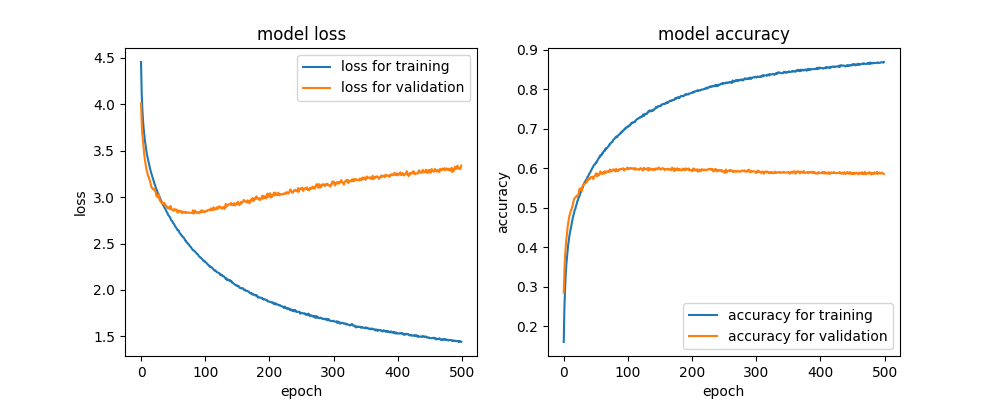 model loss
4.5
4.0
3.5
3.0
2.5
2.0
1.5
loss
0 100 200 300 400 500
epoch
loss for training
loss for validation
model accuracy
0.9
0.8
0.7
0.6
0.5
0.4
0.3
0.2
accuracy
0 100 200 300 400 500
epoch
accuracy for training
accuracy for validation